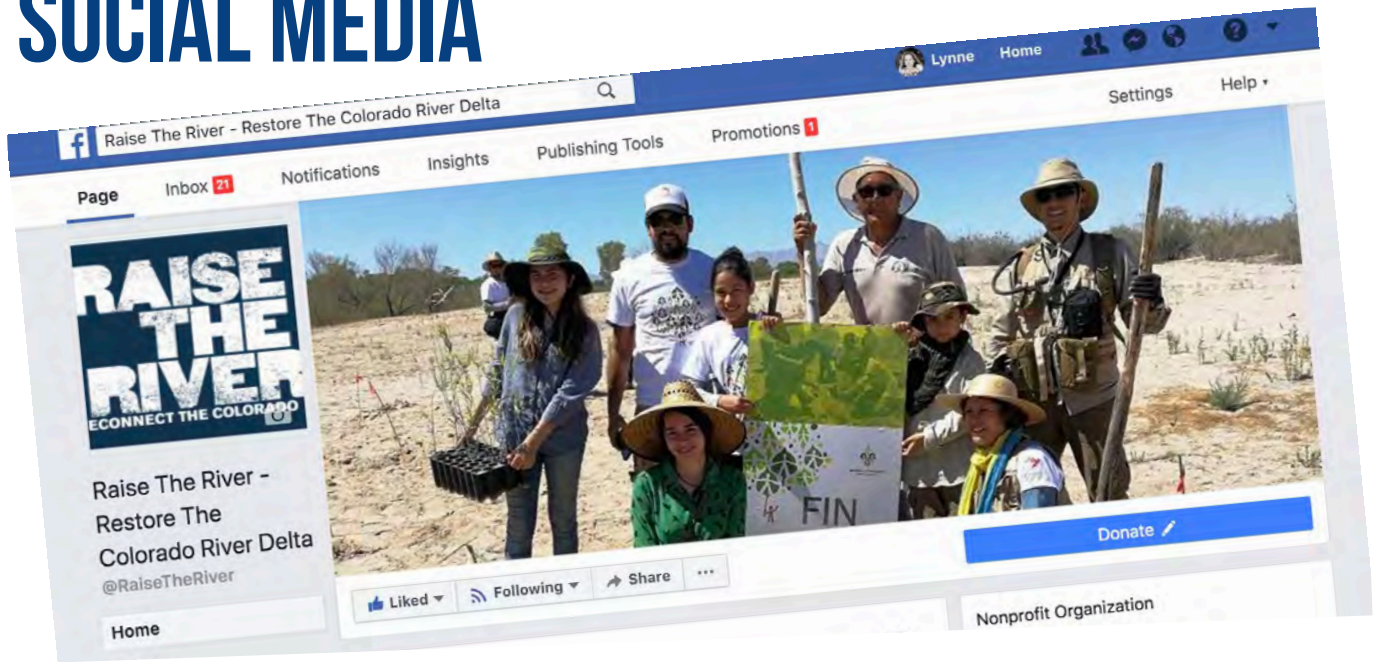 SOCIAL MEDIA
Lynne Home
f Raise The River - Restore The Colorado River Delta
Settings Help
Page Inbox 21 Notifications Insights Publishing Tools Promotions 1
RAISE
THE
RIVER
ECONNECT THE COLORADO
FIN
Raise The River -
Restore The
Colorado River Delta
@RaiseTheRiver
Donate
Liked Following Share ...
Home
Nonprofit Organization